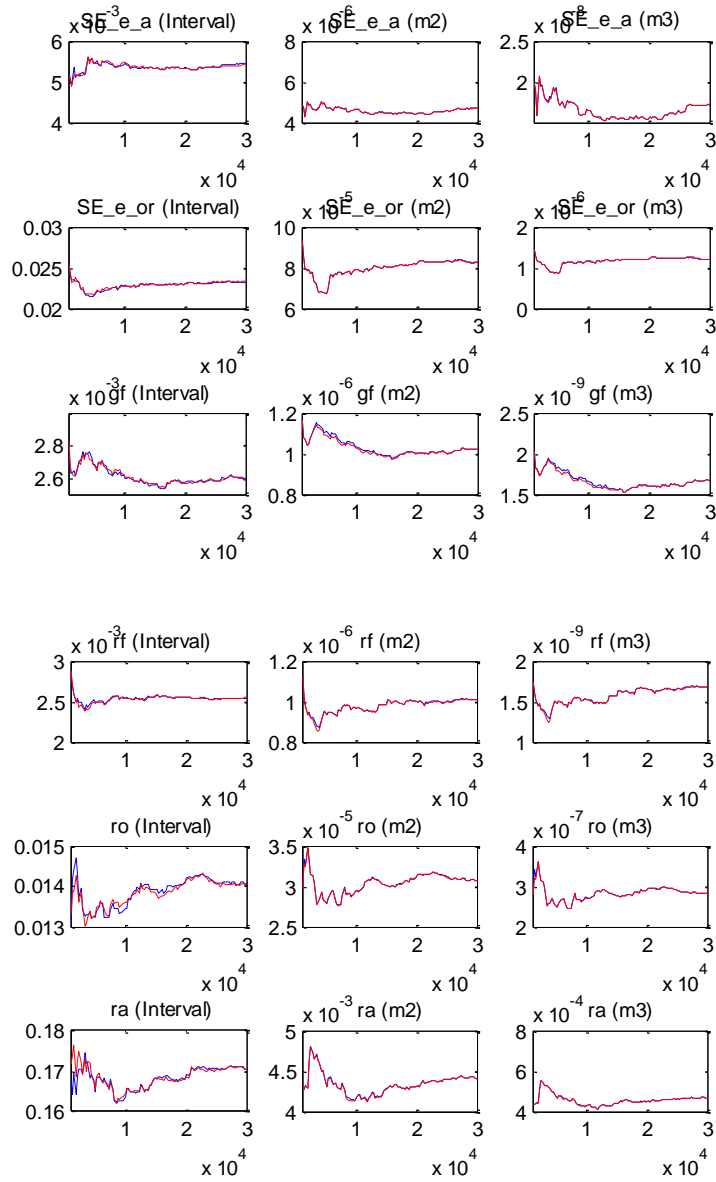 x 10^-3 SE_e_a (Interval)
x 10^-6 SE_e_a (m2)
x 10^-8 SE_e_a (m3)
6
5
4
1 2 3
x 10^4
8
6
4
1 2 3
x 10^4
2.5
2
1 2 3
x 10^4
SE_e_or (Interval)
x 10^-5 SE_e_or (m2)
x 10^-6 SE_e_or (m3)
0.03
0.025
0.02
1 2 3
x 10^4
10
8
6
1 2 3
x 10^4
2
1
0
1 2 3
x 10^4
x 10^-3 gf (Interval)
x 10^-6 gf (m2)
x 10^-9 gf (m3)
2.8
2.6
1 2 3
x 10^4
1.2
1
0.8
1 2 3
x 10^4
2.5
2
1.5
1 2 3
x 10^4
x 10^-3 rf (Interval)
x 10^-6 rf (m2)
x 10^-9 rf (m3)
3
2.5
2
1 2 3
x 10^4
1.2
1
0.8
1 2 3
x 10^4
2
1.5
1
1 2 3
x 10^4
ro (Interval)
x 10^-5 ro (m2)
x 10^-7 ro (m3)
0.015
0.014
0.013
1 2 3
x 10^4
3.5
3
2.5
1 2 3
x 10^4
4
3
2
1 2 3
x 10^4
ra (Interval)
x 10^-3 ra (m2)
x 10^-4 ra (m3)
0.18
0.17
0.16
1 2 3
x 10^4
5
4.5
4
1 2 3
x 10^4
8
6
4
1 2 3
x 10^4